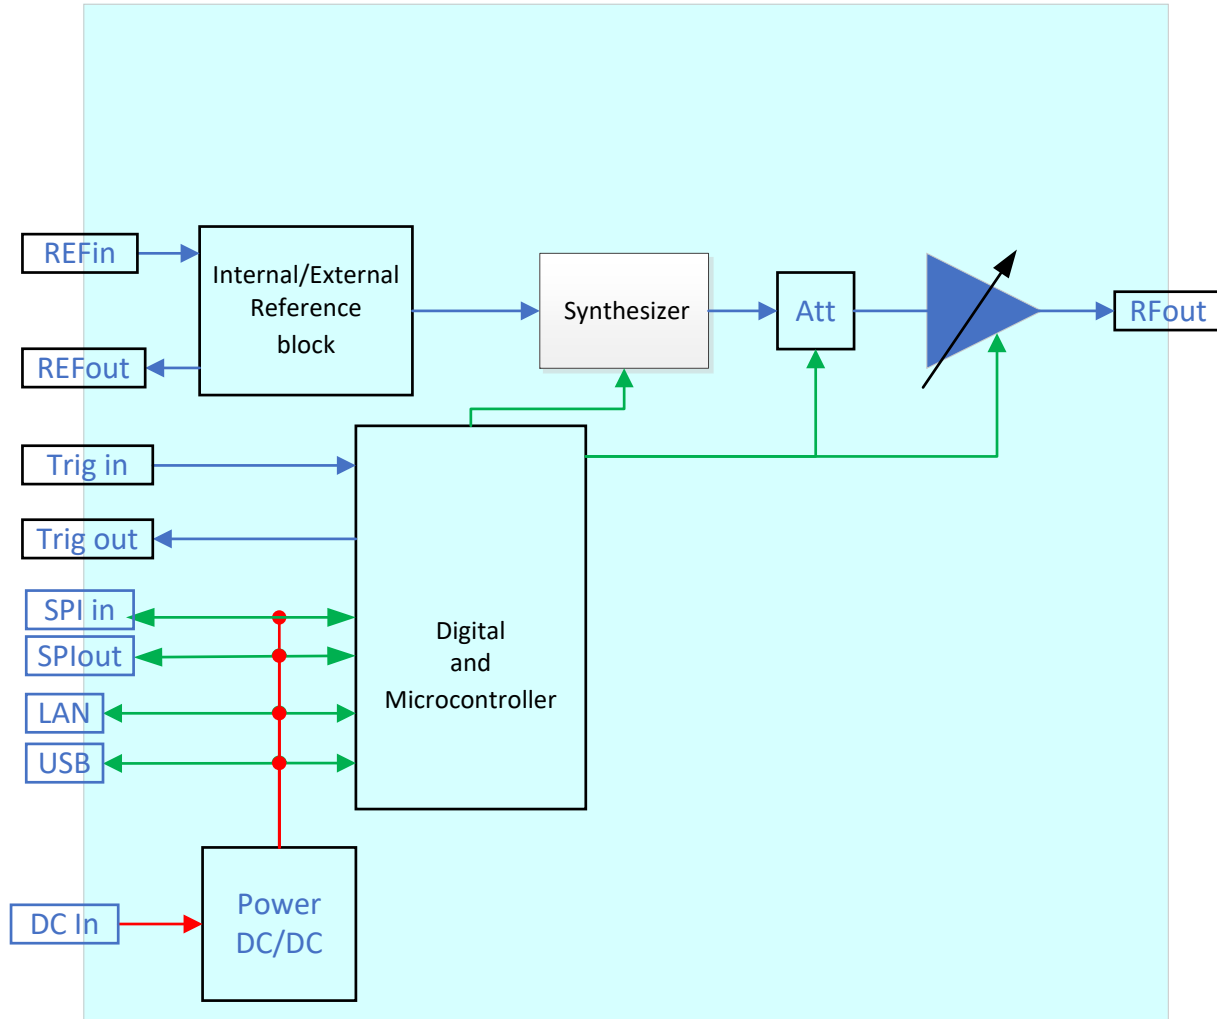 REFin
Internal/External
Reference
block
REFout
Synthesizer
Att
RFout
Trig in
Trig out
SPI in
SPIout
LAN
USB
Digital
and
Microcontroller
DC In
Power
DC/DC